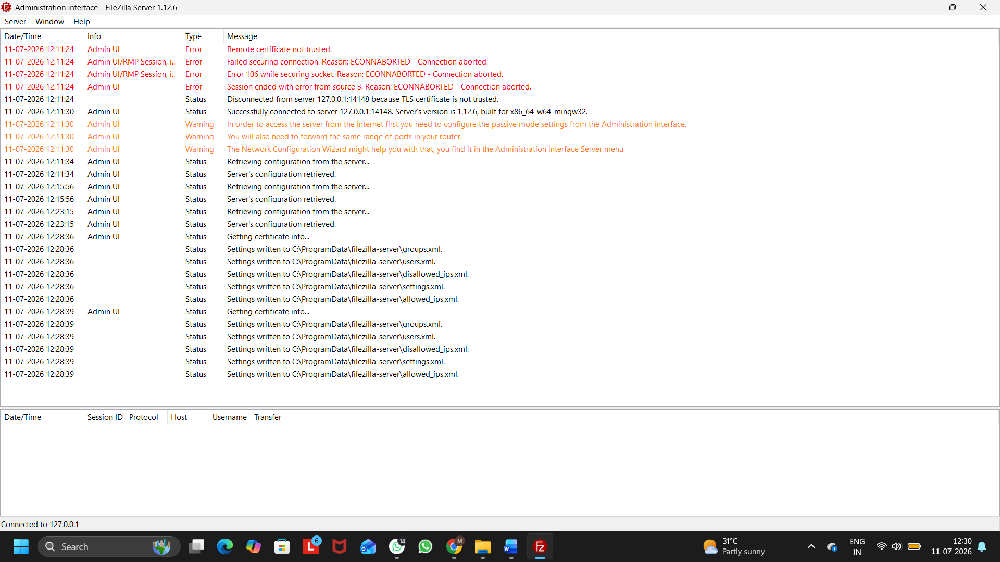 Administration interface - FileZilla Server 1.12.6
Server Window Help
Date/Time Info Type Message
11-07-2026 12:11:24 Admin UI Error Remote certificate not trusted.
11-07-2026 12:11:24 Admin UI/RMP Session, i... Error Failed securing connection. Reason: ECONNABORTED - Connection aborted.
11-07-2026 12:11:24 Admin UI/RMP Session, i... Error Error 106 while securing socket. Reason: ECONNABORTED - Connection aborted.
11-07-2026 12:11:24 Admin UI Error Session ended with error from source 3. Reason: ECONNABORTED - Connection aborted.
11-07-2026 12:11:24 Status Disconnected from server 127.0.0.1:14148 because TLS certificate is not trusted.
11-07-2026 12:11:30 Admin UI Status Successfully connected to server 127.0.0.1:14148. Server's version is 1.12.6, built for x86_64-w64-mingw32.
11-07-2026 12:11:30 Admin UI Warning In order to access the server from the internet first you need to configure the passive mode settings from the Administration interface.
11-07-2026 12:11:30 Admin UI Warning You will also need to forward the same range of ports in your router.
11-07-2026 12:11:30 Admin UI Warning The Network Configuration Wizard might help you with that, you find it in the Administration interface Server menu.
11-07-2026 12:11:34 Admin UI Status Retrieving configuration from the server...
11-07-2026 12:11:34 Admin UI Status Server's configuration retrieved.
11-07-2026 12:15:56 Admin UI Status Retrieving configuration from the server...
11-07-2026 12:15:56 Admin UI Status Server's configuration retrieved.
11-07-2026 12:23:15 Admin UI Status Retrieving configuration from the server...
11-07-2026 12:23:15 Admin UI Status Server's configuration retrieved.
11-07-2026 12:28:36 Admin UI Status Getting certificate info...
11-07-2026 12:28:36 Status Settings written to C:\ProgramData\filezilla-server\groups.xml.
11-07-2026 12:28:36 Status Settings written to C:\ProgramData\filezilla-server\users.xml.
11-07-2026 12:28:36 Status Settings written to C:\ProgramData\filezilla-server\disallowed_ips.xml.
11-07-2026 12:28:36 Status Settings written to C:\ProgramData\filezilla-server\settings.xml.
11-07-2026 12:28:36 Status Settings written to C:\ProgramData\filezilla-server\allowed_ips.xml.
11-07-2026 12:28:39 Admin UI Status Getting certificate info...
11-07-2026 12:28:39 Status Settings written to C:\ProgramData\filezilla-server\groups.xml.
11-07-2026 12:28:39 Status Settings written to C:\ProgramData\filezilla-server\users.xml.
11-07-2026 12:28:39 Status Settings written to C:\ProgramData\filezilla-server\disallowed_ips.xml.
11-07-2026 12:28:39 Status Settings written to C:\ProgramData\filezilla-server\settings.xml.
11-07-2026 12:28:39 Status Settings written to C:\ProgramData\filezilla-server\allowed_ips.xml.
Date/Time Session ID Protocol Host Username Transfer
Connected to 127.0.0.1
Search L 6 14 M W Fz 31°C ENG 12:30
Partly sunny IN 11-07-2026